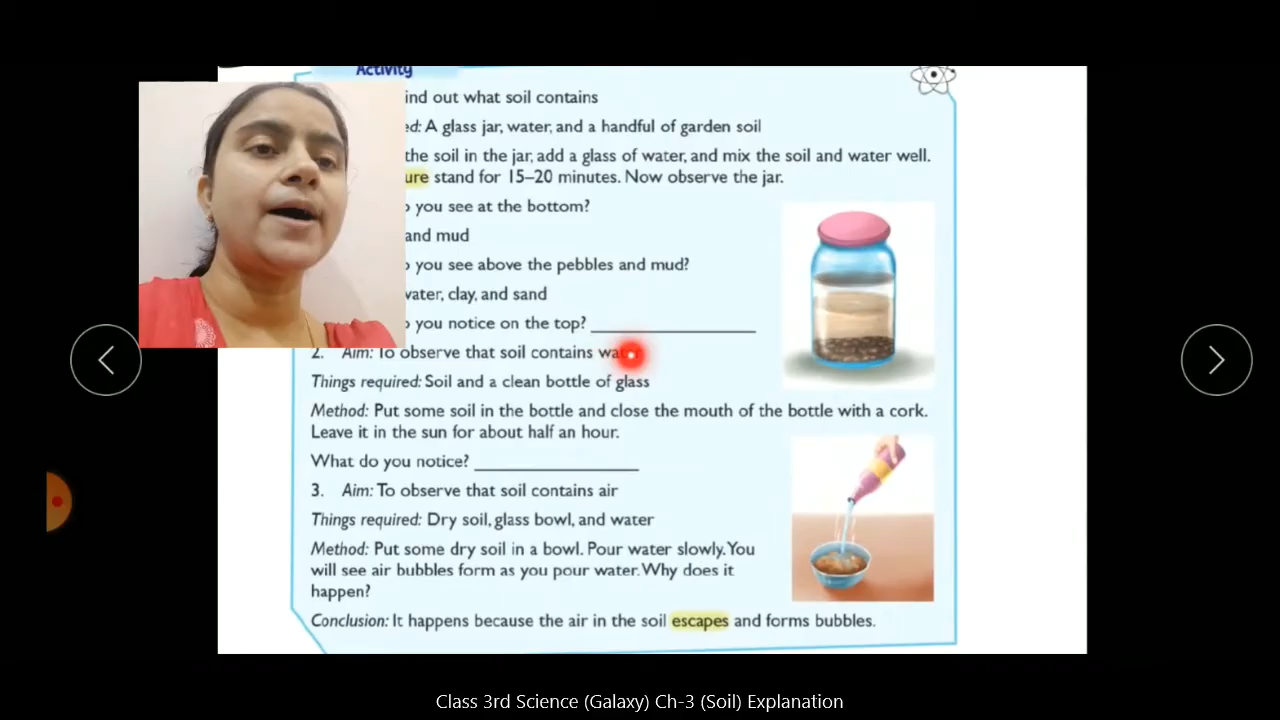 Activity
ind out what soil contains
ed: A glass jar, water, and a handful of garden soil
the soil in the jar, add a glass of water, and mix the soil and water well.
ure stand for 15–20 minutes. Now observe the jar.
you see at the bottom?
and mud
you see above the pebbles and mud?
water, clay, and sand
you notice on the top?
2. Aim: To observe that soil contains water
Things required: Soil and a clean bottle of glass
Method: Put some soil in the bottle and close the mouth of the bottle with a cork.
Leave it in the sun for about half an hour.
What do you notice?
3. Aim: To observe that soil contains air
Things required: Dry soil, glass bowl, and water
Method: Put some dry soil in a bowl. Pour water slowly. You
will see air bubbles form as you pour water. Why does it
happen?
Conclusion: It happens because the air in the soil escapes and forms bubbles.
Class 3rd Science (Galaxy) Ch-3 (Soil) Explanation